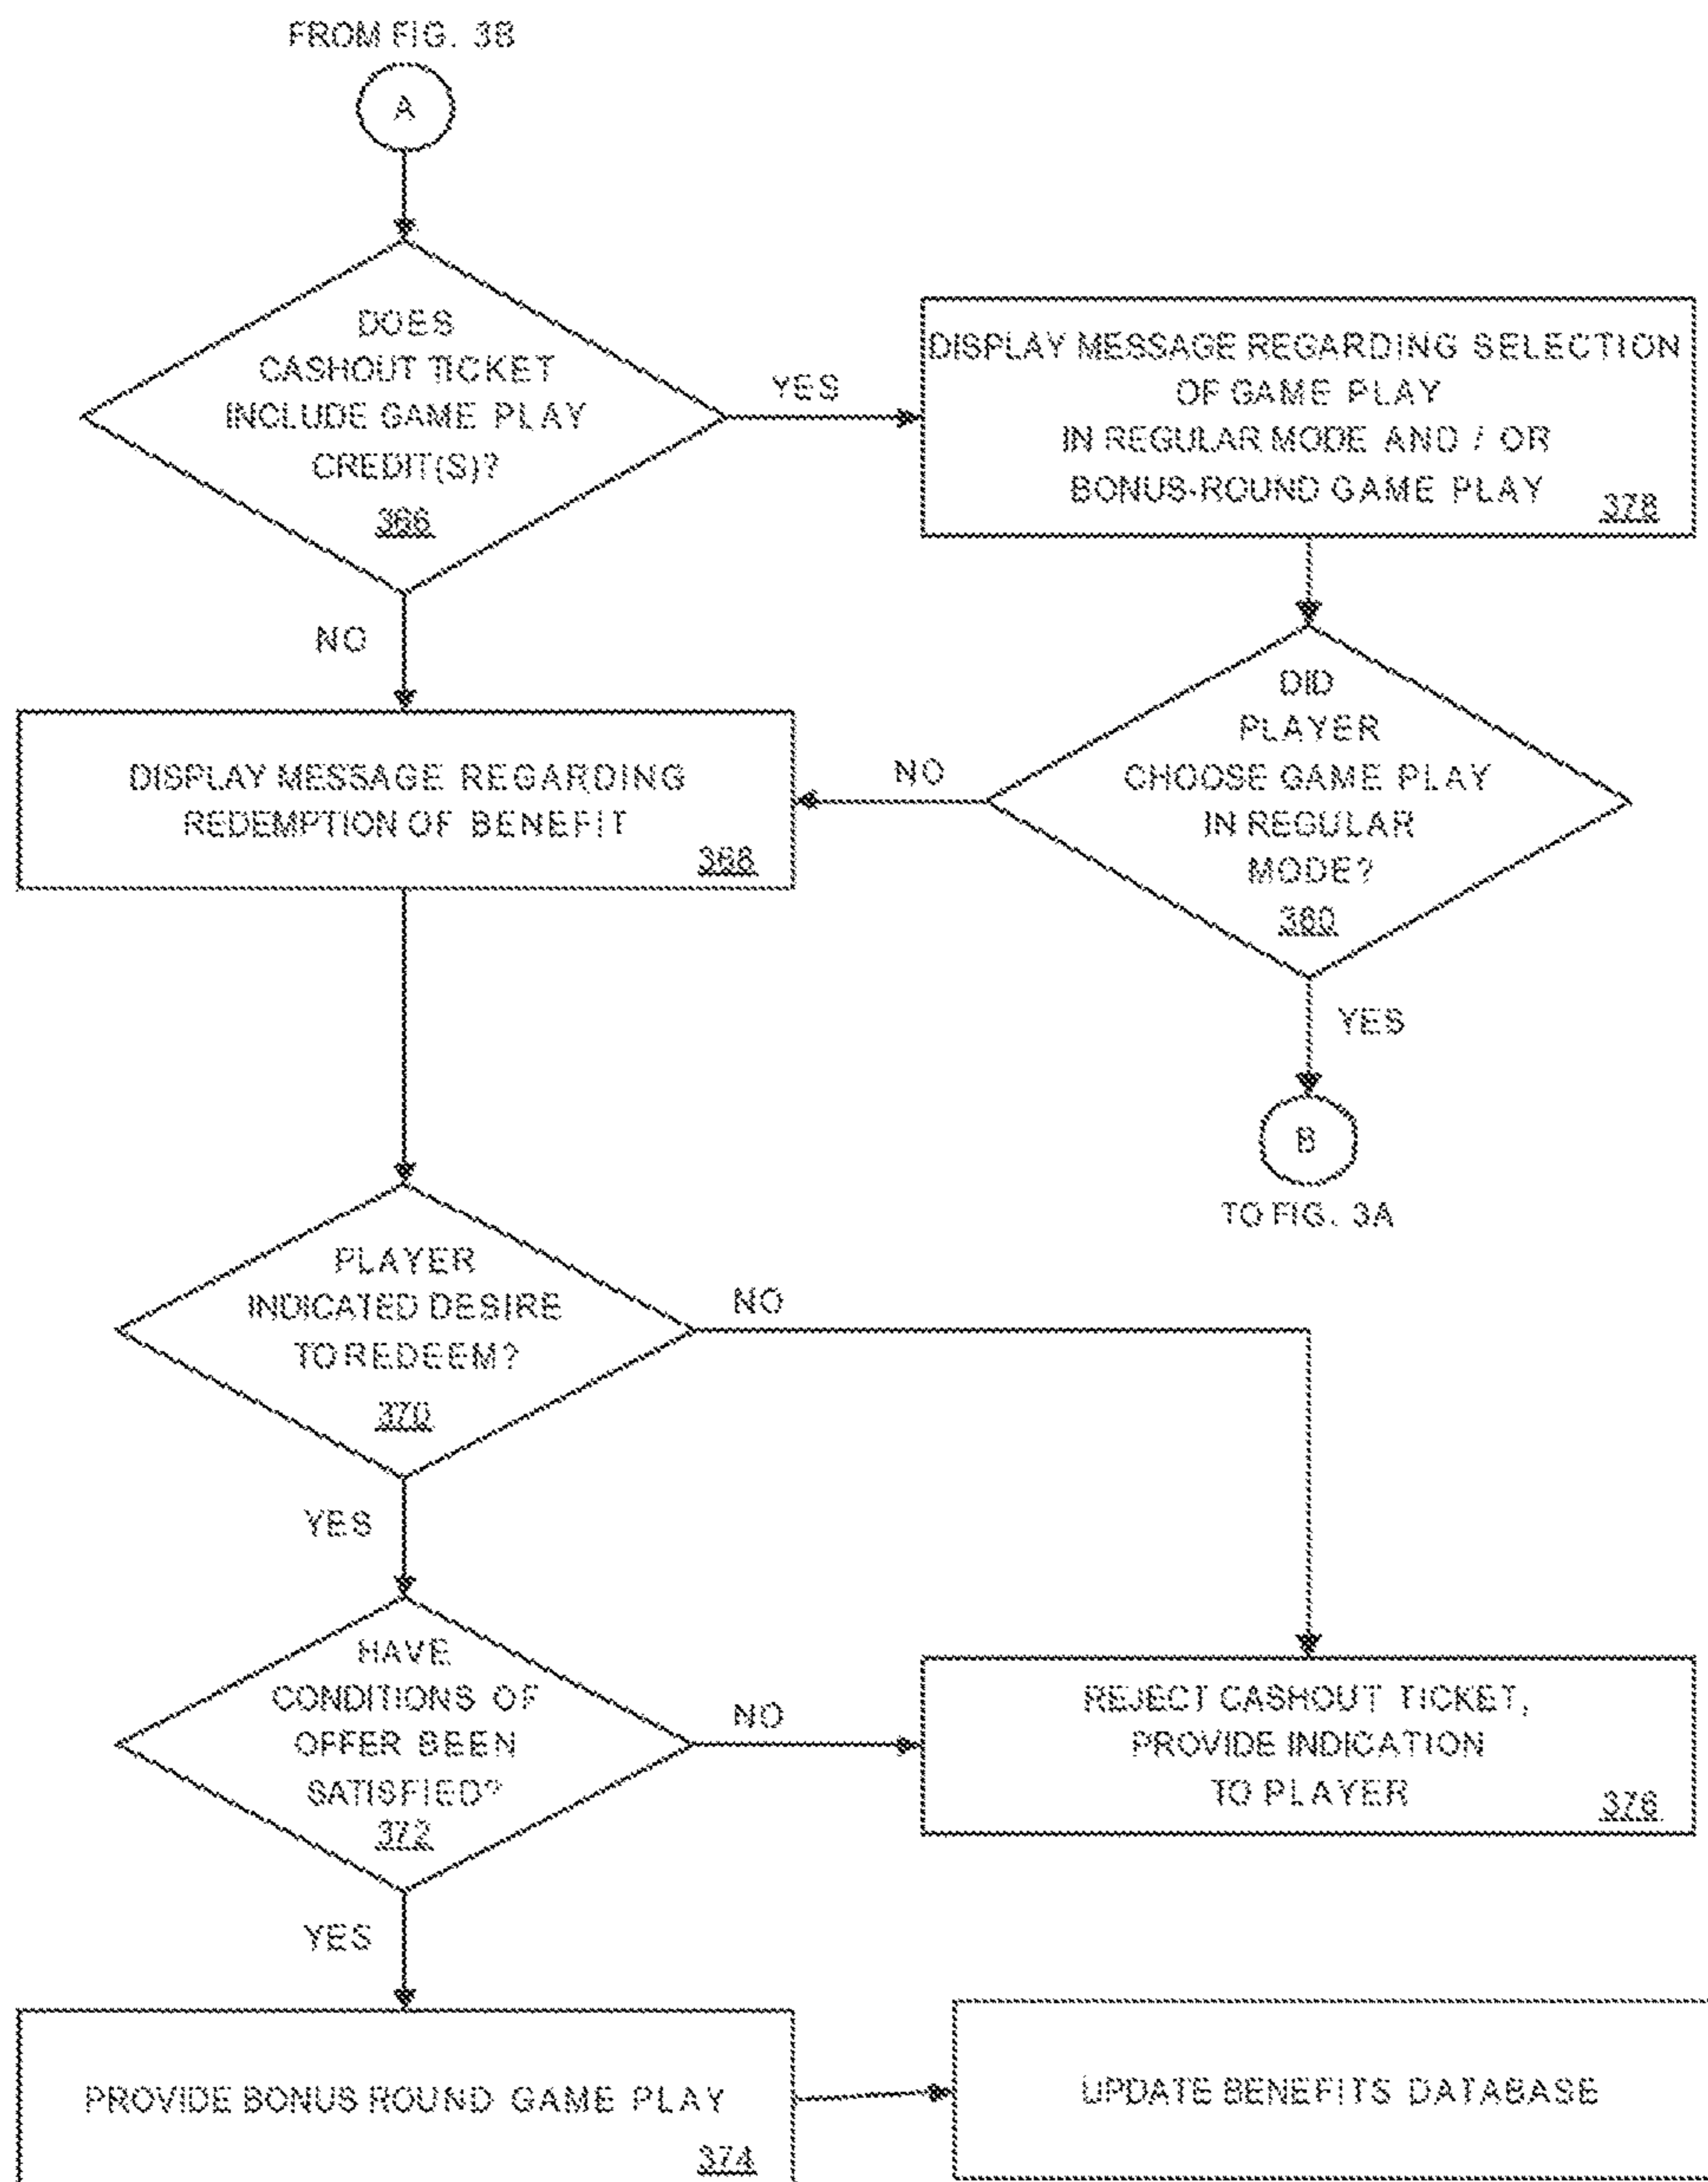 FROM FIG. 3B
A
DOES
CASHOUT TICKET
INCLUDE GAME PLAY
CREDIT(S)?
366
YES
DISPLAY MESSAGE REGARDING SELECTION
OF GAME PLAY
IN REGULAR MODE AND / OR
BONUS-ROUND GAME PLAY
378
NO
DISPLAY MESSAGE REGARDING
REDEMPTION OF BENEFIT
368
NO
DID
PLAYER
CHOOSE GAME PLAY
IN REGULAR
MODE?
380
YES
B
TO FIG. 3A
PLAYER
INDICATED DESIRE
TO REDEEM?
370
NO
YES
HAVE
CONDITIONS OF
OFFER BEEN
SATISFIED?
372
NO
REJECT CASHOUT TICKET,
PROVIDE INDICATION
TO PLAYER
376
YES
PROVIDE BONUS ROUND GAME PLAY
374
UPDATE BENEFITS DATABASE